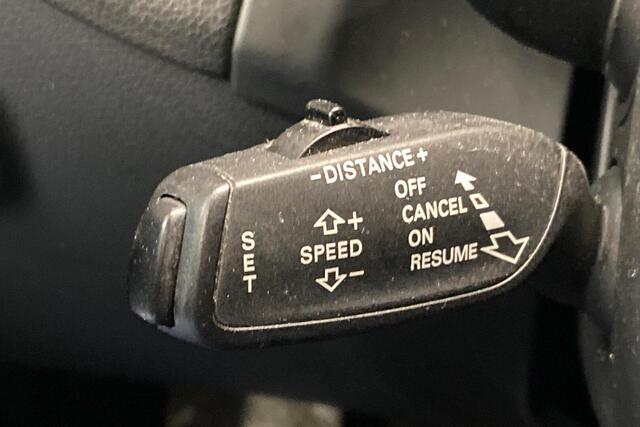 -DISTANCE+
OFF
CANCEL
ON
RESUME
+
SPEED
-
SET